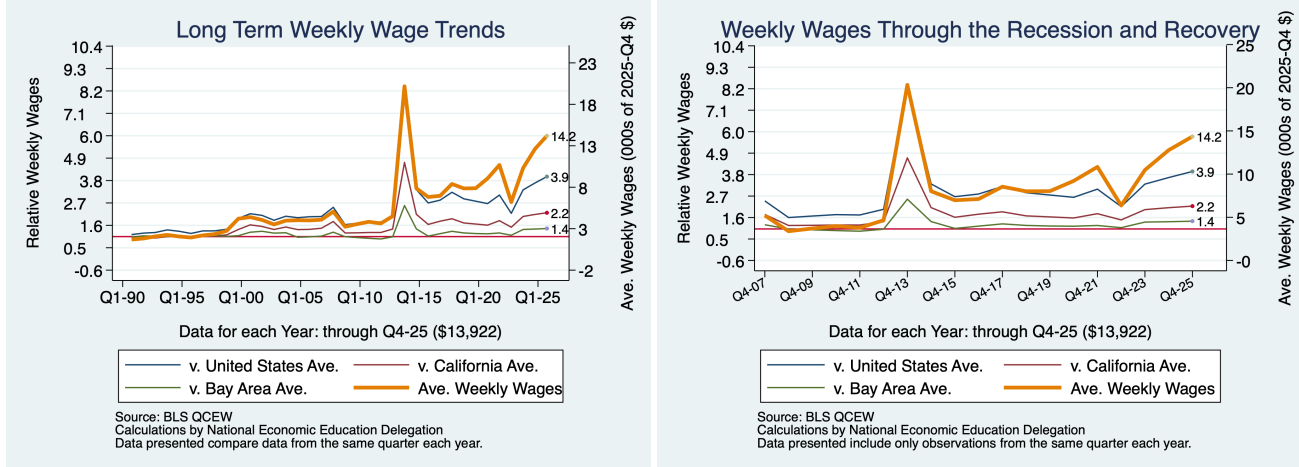 Long Term Weekly Wage Trends
Relative Weekly Wages
10.4
9.3
8.2
7.1
6.0
4.9
3.8
2.7
1.6
0.5
-0.6
23
18
13
8
3
-2
Ave. Weekly Wages (000s of 2025-Q4 $)
14.2
3.9
2.2
1.4
Q1-90 Q1-95 Q1-00 Q1-05 Q1-10 Q1-15 Q1-20 Q1-25
Data for each Year: through Q4-25 ($13,922)
v. United States Ave. v. California Ave.
v. Bay Area Ave. Ave. Weekly Wages
Source: BLS QCEW
Calculations by National Economic Education Delegation
Data presented compare data from the same quarter each year.
Weekly Wages Through the Recession and Recovery
Relative Weekly Wages
10.4
9.3
8.2
7.1
6.0
4.9
3.8
2.7
1.6
0.5
-0.6
25
20
15
10
5
-0
Ave. Weekly Wages (000s of 2025-Q4 $)
14.2
3.9
2.2
1.4
Q4-07 Q4-09 Q4-11 Q4-13 Q4-15 Q4-17 Q4-19 Q4-21 Q4-23 Q4-25
Data for each Year: through Q4-25 ($13,922)
v. United States Ave. v. California Ave.
v. Bay Area Ave. Ave. Weekly Wages
Source: BLS QCEW
Calculations by National Economic Education Delegation
Data presented include only observations from the same quarter each year.